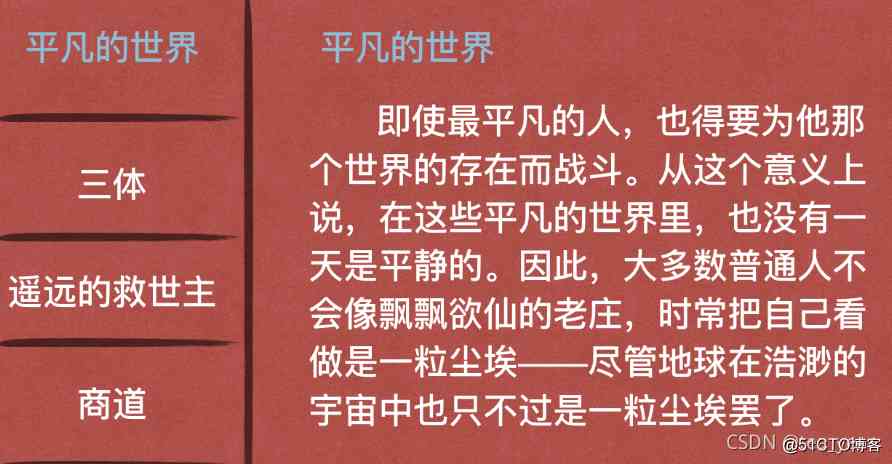 平凡的世界
三体
遥远的救世主
商道
平凡的世界
即使最平凡的人，也得要为他那
个世界的存在而战斗。从这个意义上
说，在这些平凡的世界里，也没有一
天是平静的。因此，大多数普通人不
会像飘飘欲仙的老庄，时常把自己看
做是一粒尘埃——尽管地球在浩渺的
宇宙中也只不过是一粒尘埃罢了。
CSDN @51CTO博客